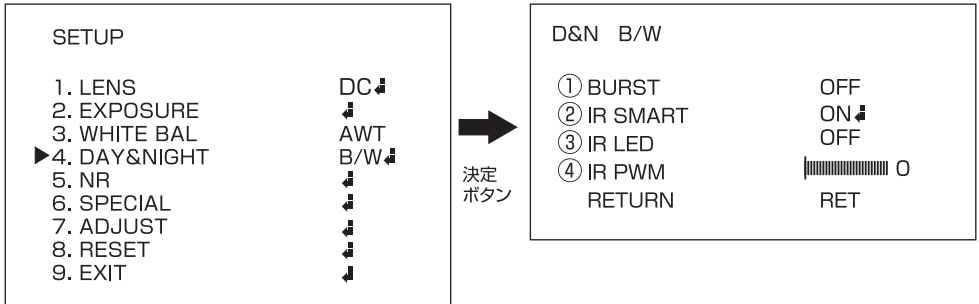 SETUP
1. LENS DC
2. EXPOSURE
3. WHITE BAL AWT
4. DAY&NIGHT B/W
5. NR
6. SPECIAL
7. ADJUST
8. RESET
9. EXIT
決定
ボタン
D&N B/W
① BURST OFF
② IR SMART ON
③ IR LED OFF
④ IR PWM 0
RETURN RET